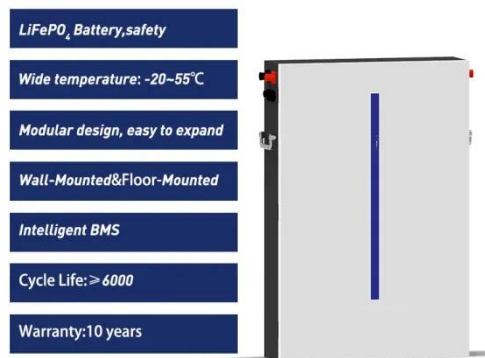 LiFePO₄ Battery,safety
Wide temperature: -20~55℃
Modular design, easy to expand
Wall-Mounted&Floor-Mounted
Intelligent BMS
Cycle Life:≥6000
Warranty:10 years